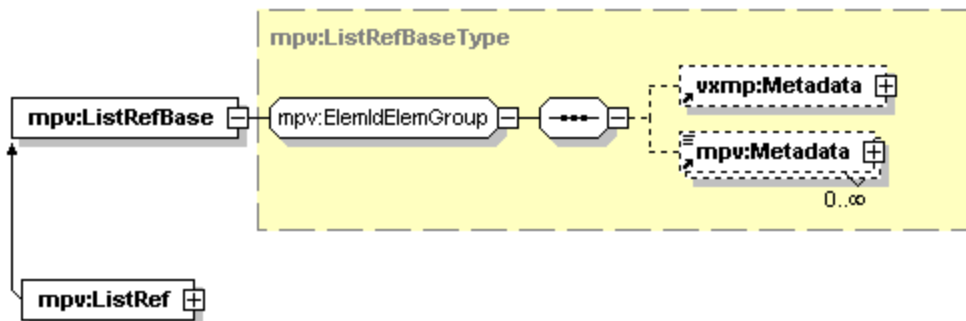 mpv:ListRefBaseType
vxmp:Metadata
mpv:ListRefBase
mpv:ElemIdElemGroup
mpv:Metadata
0..∞
mpv:ListRef